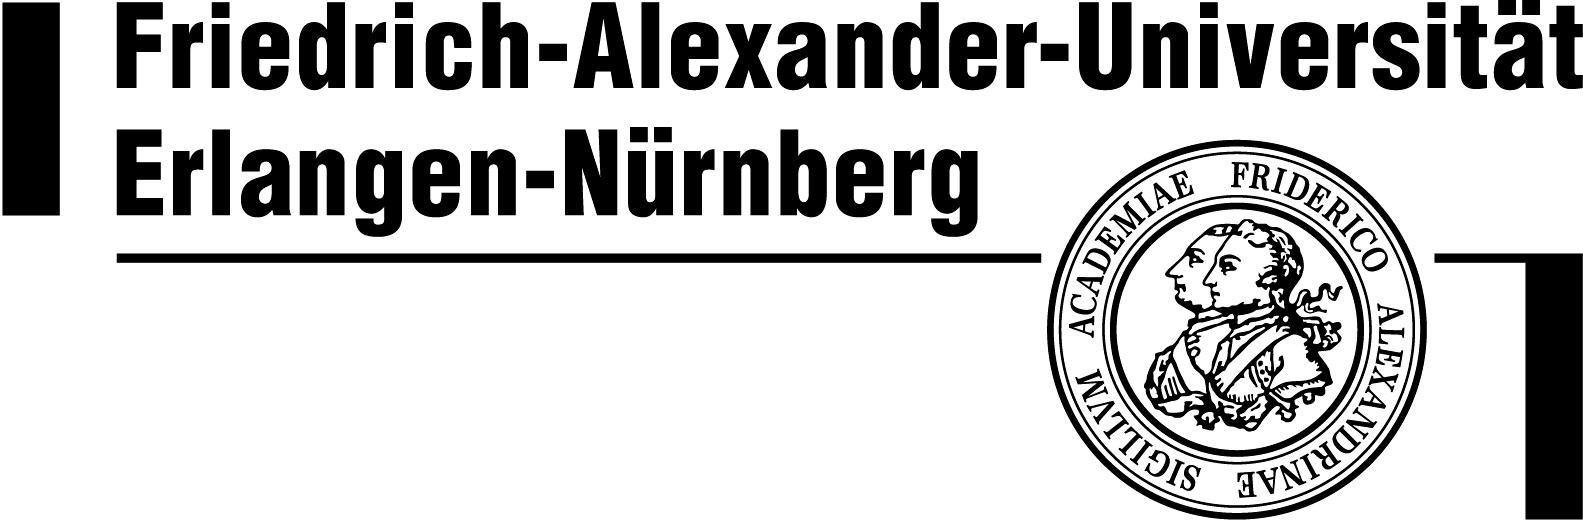 Friedrich-Alexander-Universität
Erlangen-Nürnberg
SIGILLVM ACADEMIAE FRIDERICO ALEXANDRINAE